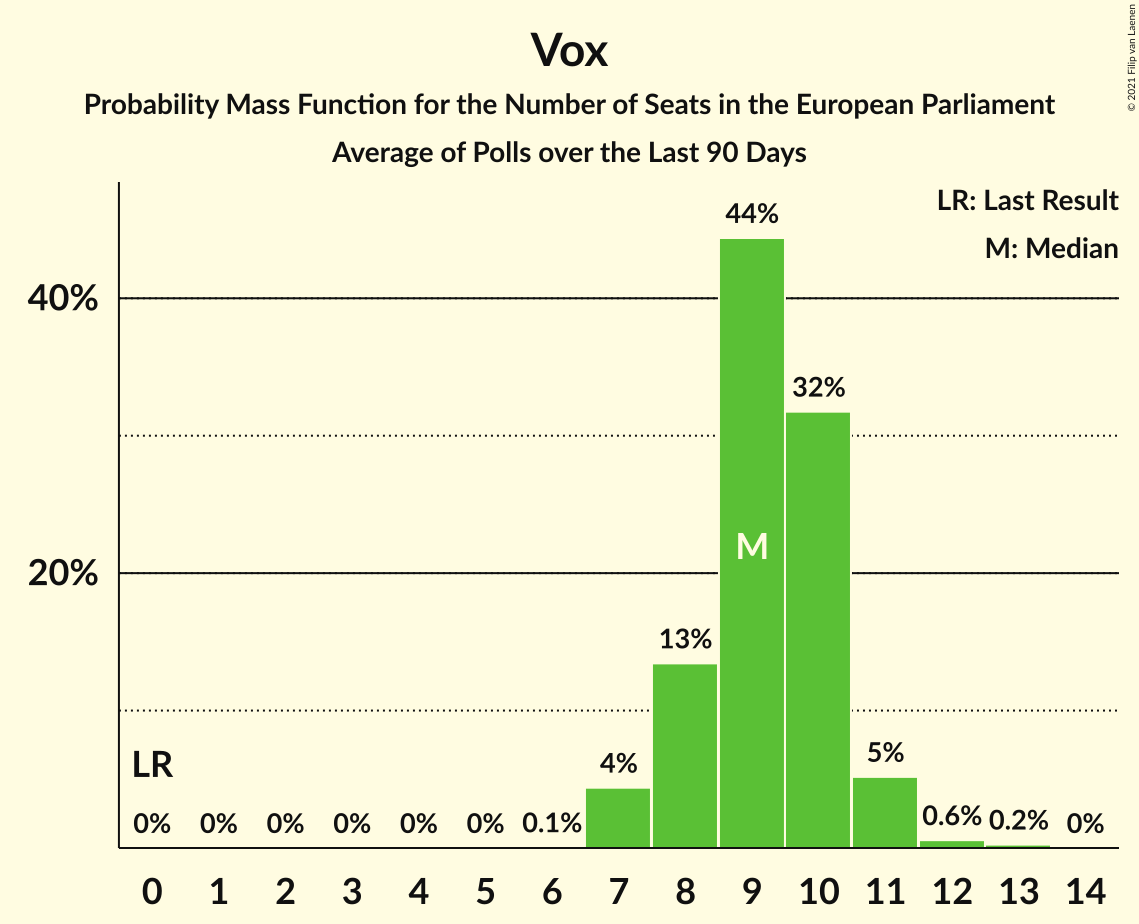 Vox
Probability Mass Function for the Number of Seats in the European Parliament
Average of Polls over the Last 90 Days
© 2021 Filip van Laenen
LR: Last Result
M: Median
40%
20%
44%
32%
M
13%
LR
4%
5%
0% 0% 0% 0% 0% 0% 0.1% 0.6% 0.2% 0%
0 1 2 3 4 5 6 7 8 9 10 11 12 13 14